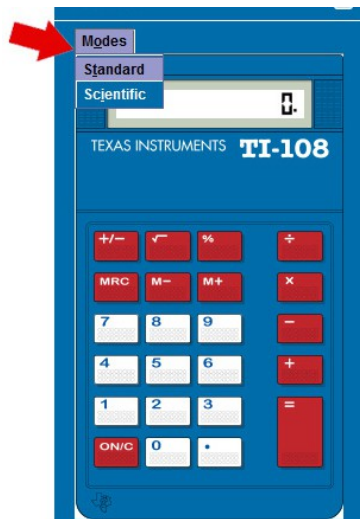 Modes
Standard
Scientific
0.
TEXAS INSTRUMENTS TI-108
+/− √ % ÷
MRC M− M+ ×
7 8 9 −
4 5 6 +
1 2 3 =
ON/C 0 •